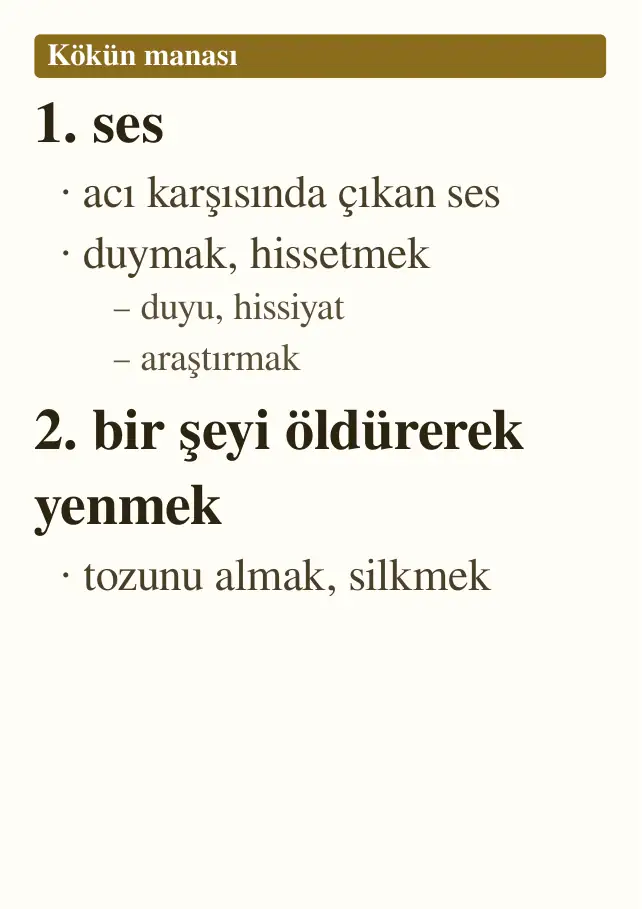 Kökün manası
1. ses
· acı karşısında çıkan ses
· duymak, hissetmek
– duyu, hissiyat
– araştırmak
2. bir şeyi öldürerek
yenmek
· tozunu almak, silkmek